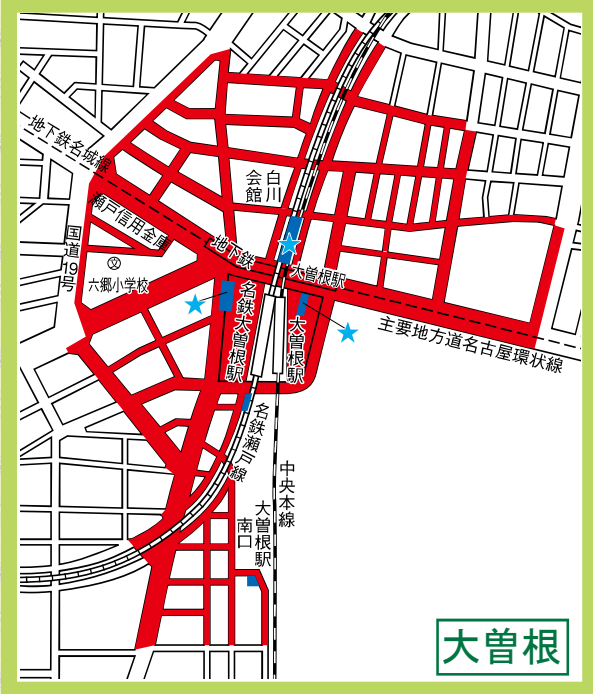 地下鉄名城線
瀬戸信用金庫
白川
会館
国道19号
文
六郷小学校
地下鉄
大曽根駅
名鉄大曽根駅
大曽根駅
主要地方道名古屋環状線
名鉄瀬戸線
中央本線
大曽根駅
南口
大曽根